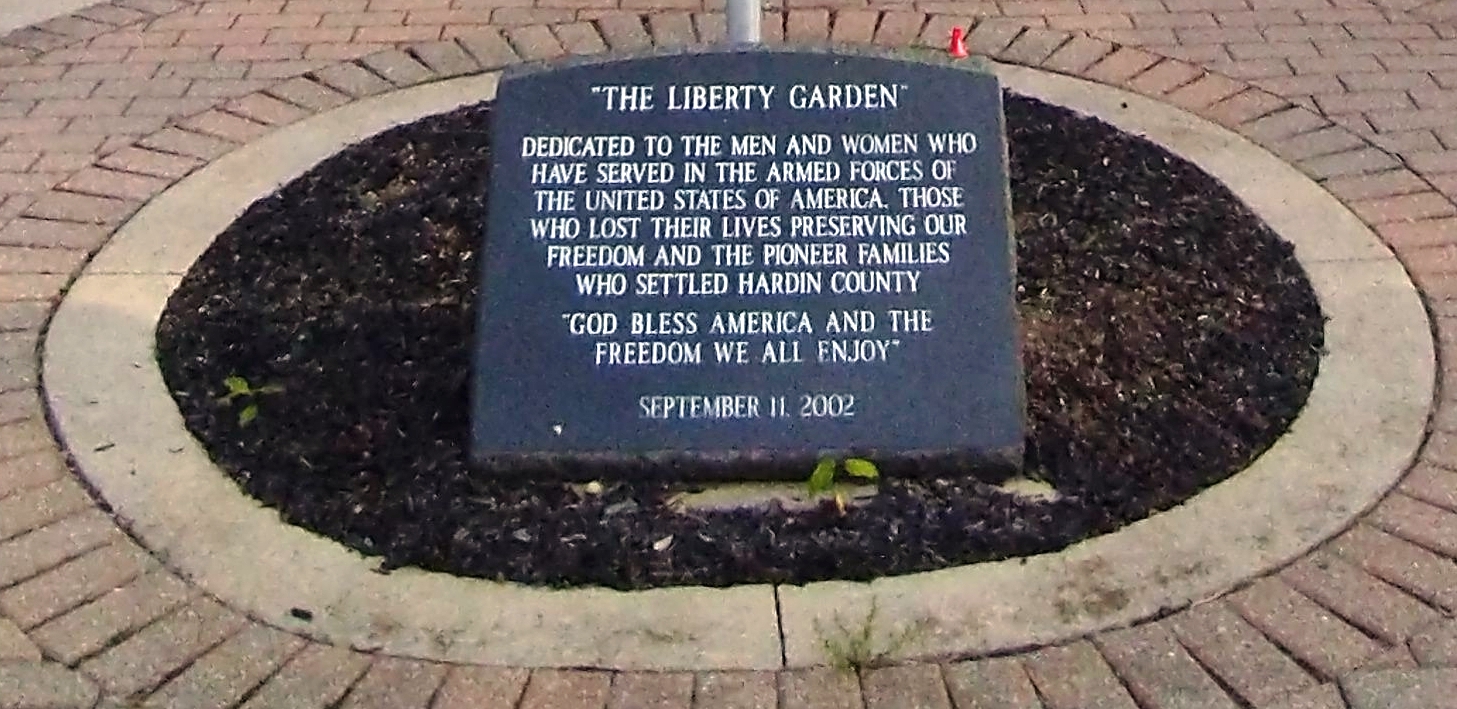 "THE LIBERTY GARDEN"
DEDICATED TO THE MEN AND WOMEN WHO
HAVE SERVED IN THE ARMED FORCES OF
THE UNITED STATES OF AMERICA. THOSE
WHO LOST THEIR LIVES PRESERVING OUR
FREEDOM AND THE PIONEER FAMILIES
WHO SETTLED HARDIN COUNTY
"GOD BLESS AMERICA AND THE
FREEDOM WE ALL ENJOY"
SEPTEMBER 11, 2002